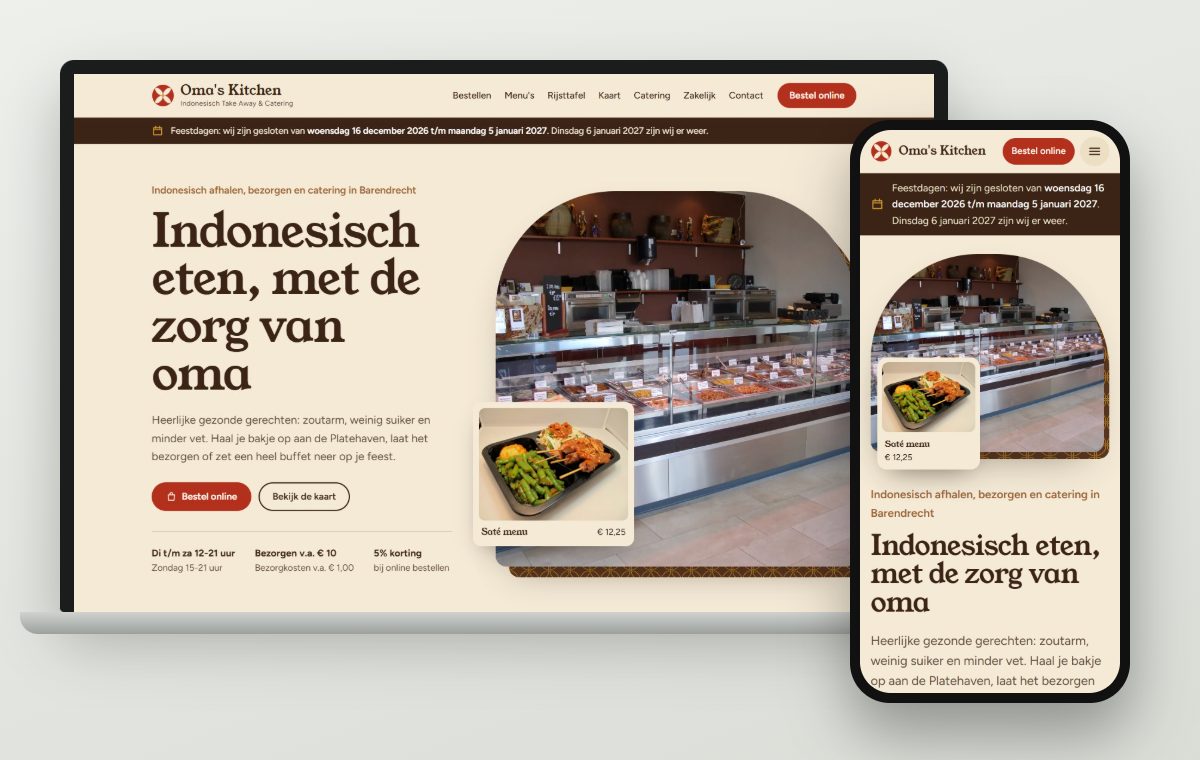 Oma's Kitchen
Indonesisch Take Away & Catering
Bestellen Menu's Rijsttafel Kaart Catering Zakelijk Contact Bestel online
Feestdagen: wij zijn gesloten van woensdag 16 december 2026 t/m maandag 5 januari 2027. Dinsdag 6 januari 2027 zijn wij er weer.
Indonesisch afhalen, bezorgen en catering in Barendrecht
Indonesisch
eten, met de
zorg van
oma
Heerlijke gezonde gerechten: zoutarm, weinig suiker en
minder vet. Haal je bakje op aan de Platehaven, laat het
bezorgen of zet een heel buffet neer op je feest.
Bestel online Bekijk de kaart
Di t/m za 12-21 uur Bezorgen v.a. € 10 5% korting
Zondag 15-21 uur Bezorgkosten v.a. € 1,00 bij online bestellen
Saté menu € 12,25
Oma's Kitchen Bestel online
Feestdagen: wij zijn gesloten van woensdag 16
december 2026 t/m maandag 5 januari 2027.
Dinsdag 6 januari 2027 zijn wij er weer.
Saté menu
€ 12,25
Indonesisch afhalen, bezorgen en catering in
Barendrecht
Indonesisch eten,
met de zorg van
oma
Heerlijke gezonde gerechten: zoutarm,
weinig suiker en minder vet. Haal je bakje
op aan de Platehaven, laat het bezorgen